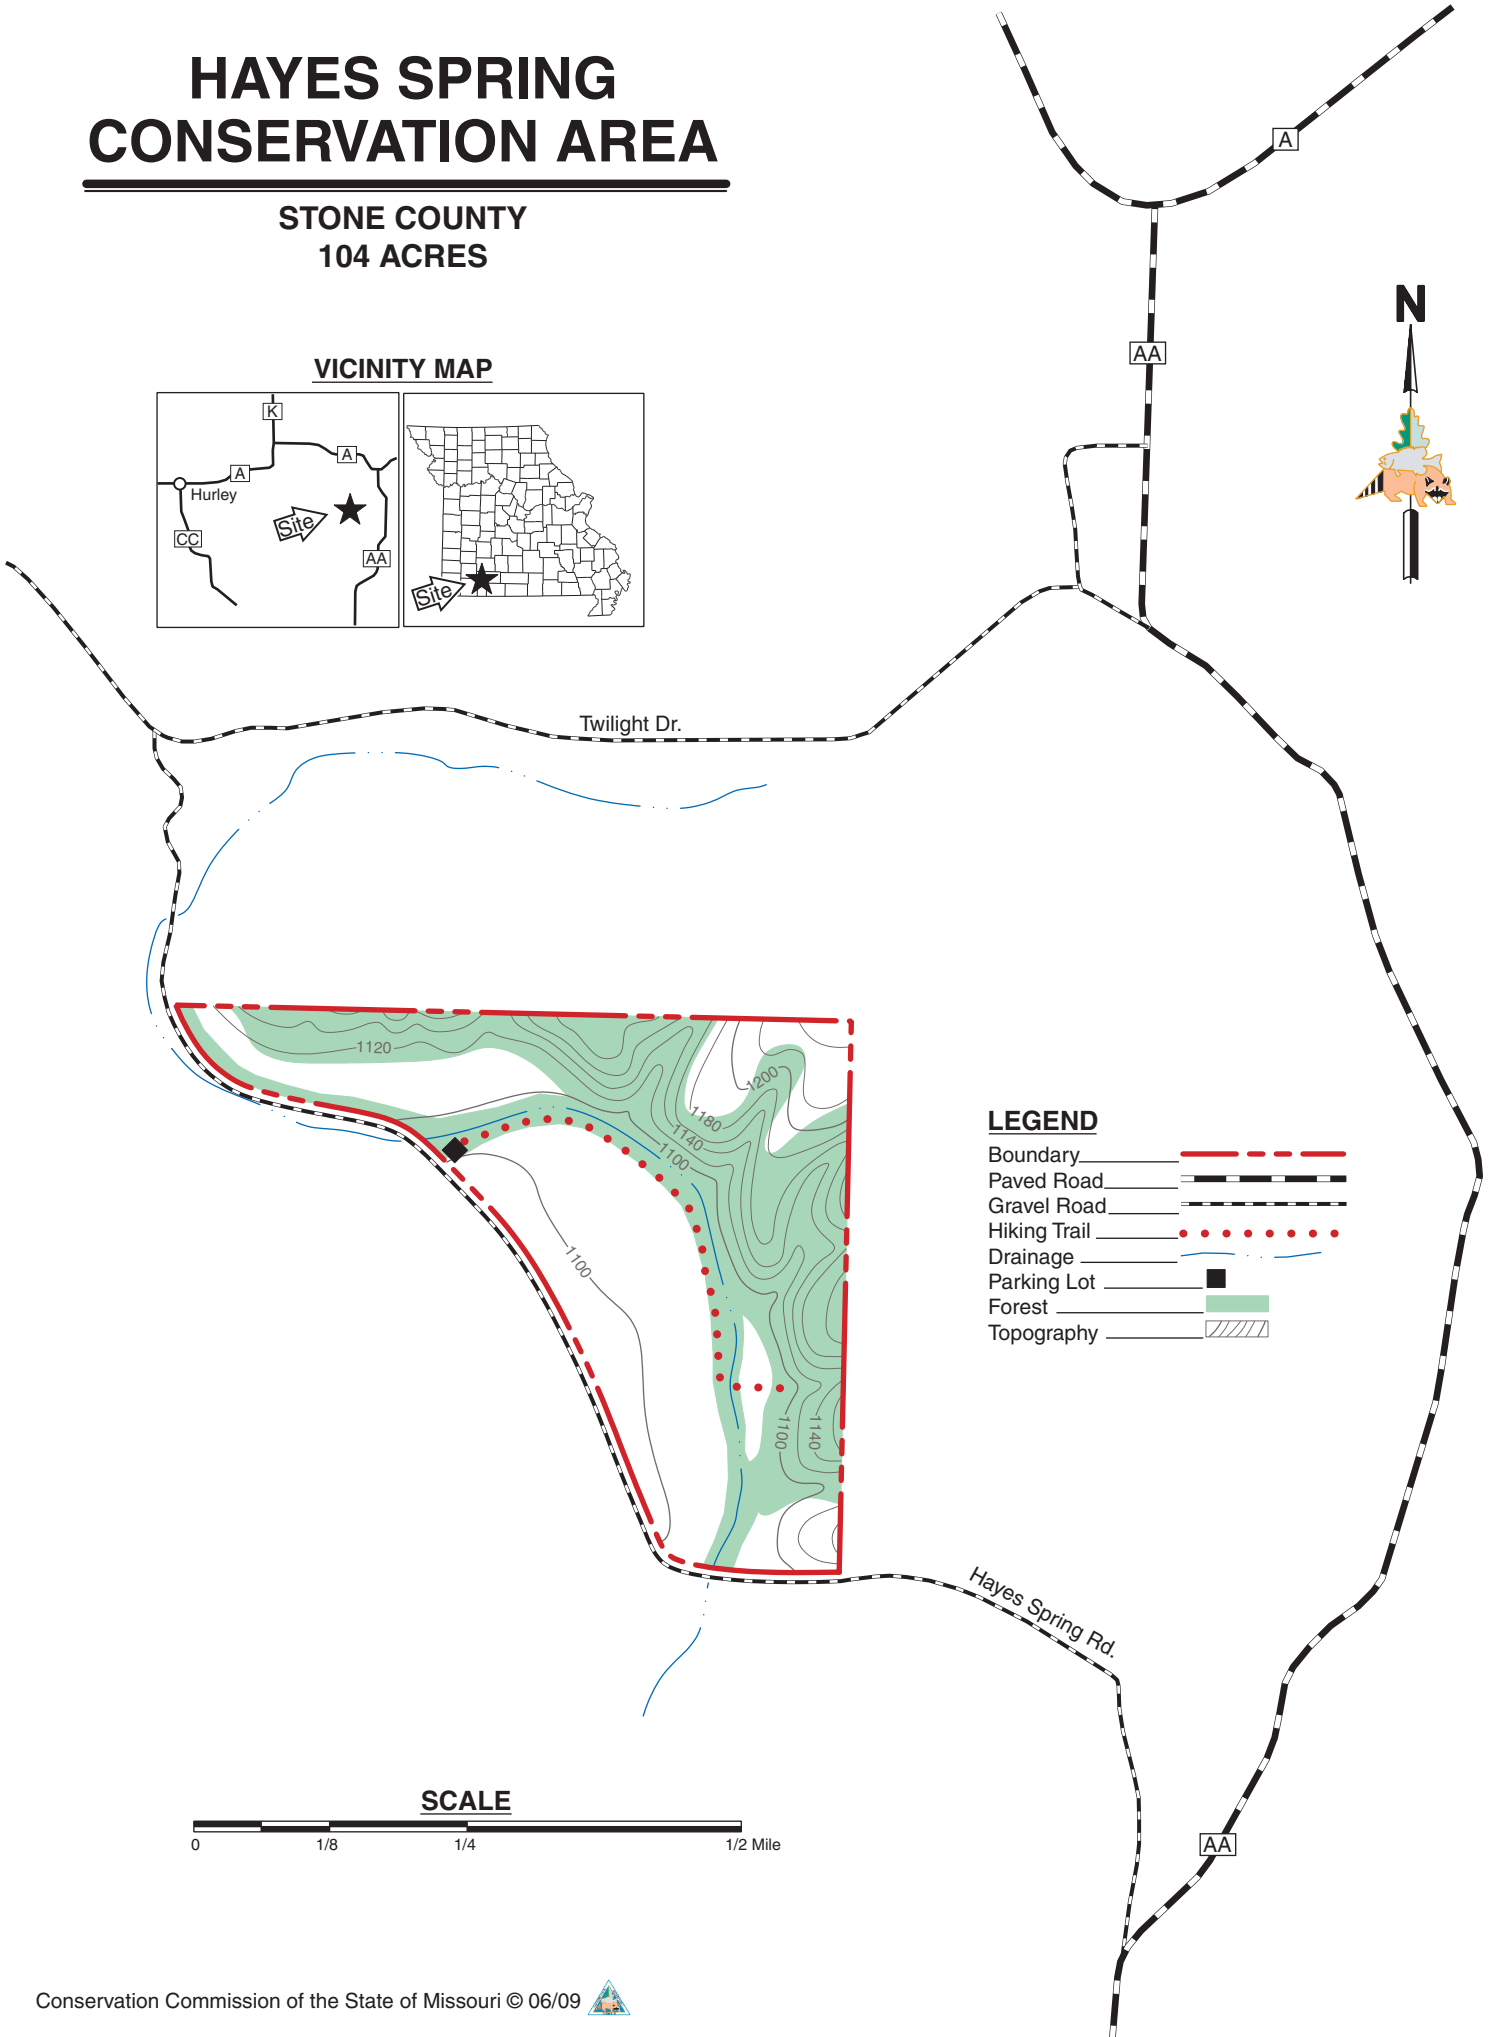 HAYES SPRING
CONSERVATION AREA
STONE COUNTY
104 ACRES
A
N
AA
VICINITY MAP
K
A
A
Hurley
Site
CC
AA
Site
Twilight Dr.
1120
1200
1180
1140
1100
1100
1100
1140
LEGEND
Boundary
Paved Road
Gravel Road
Hiking Trail
Drainage
Parking Lot
Forest
Topography
Hayes Spring Rd.
SCALE
0 1/8 1/4 1/2 Mile
AA
Conservation Commission of the State of Missouri © 06/09